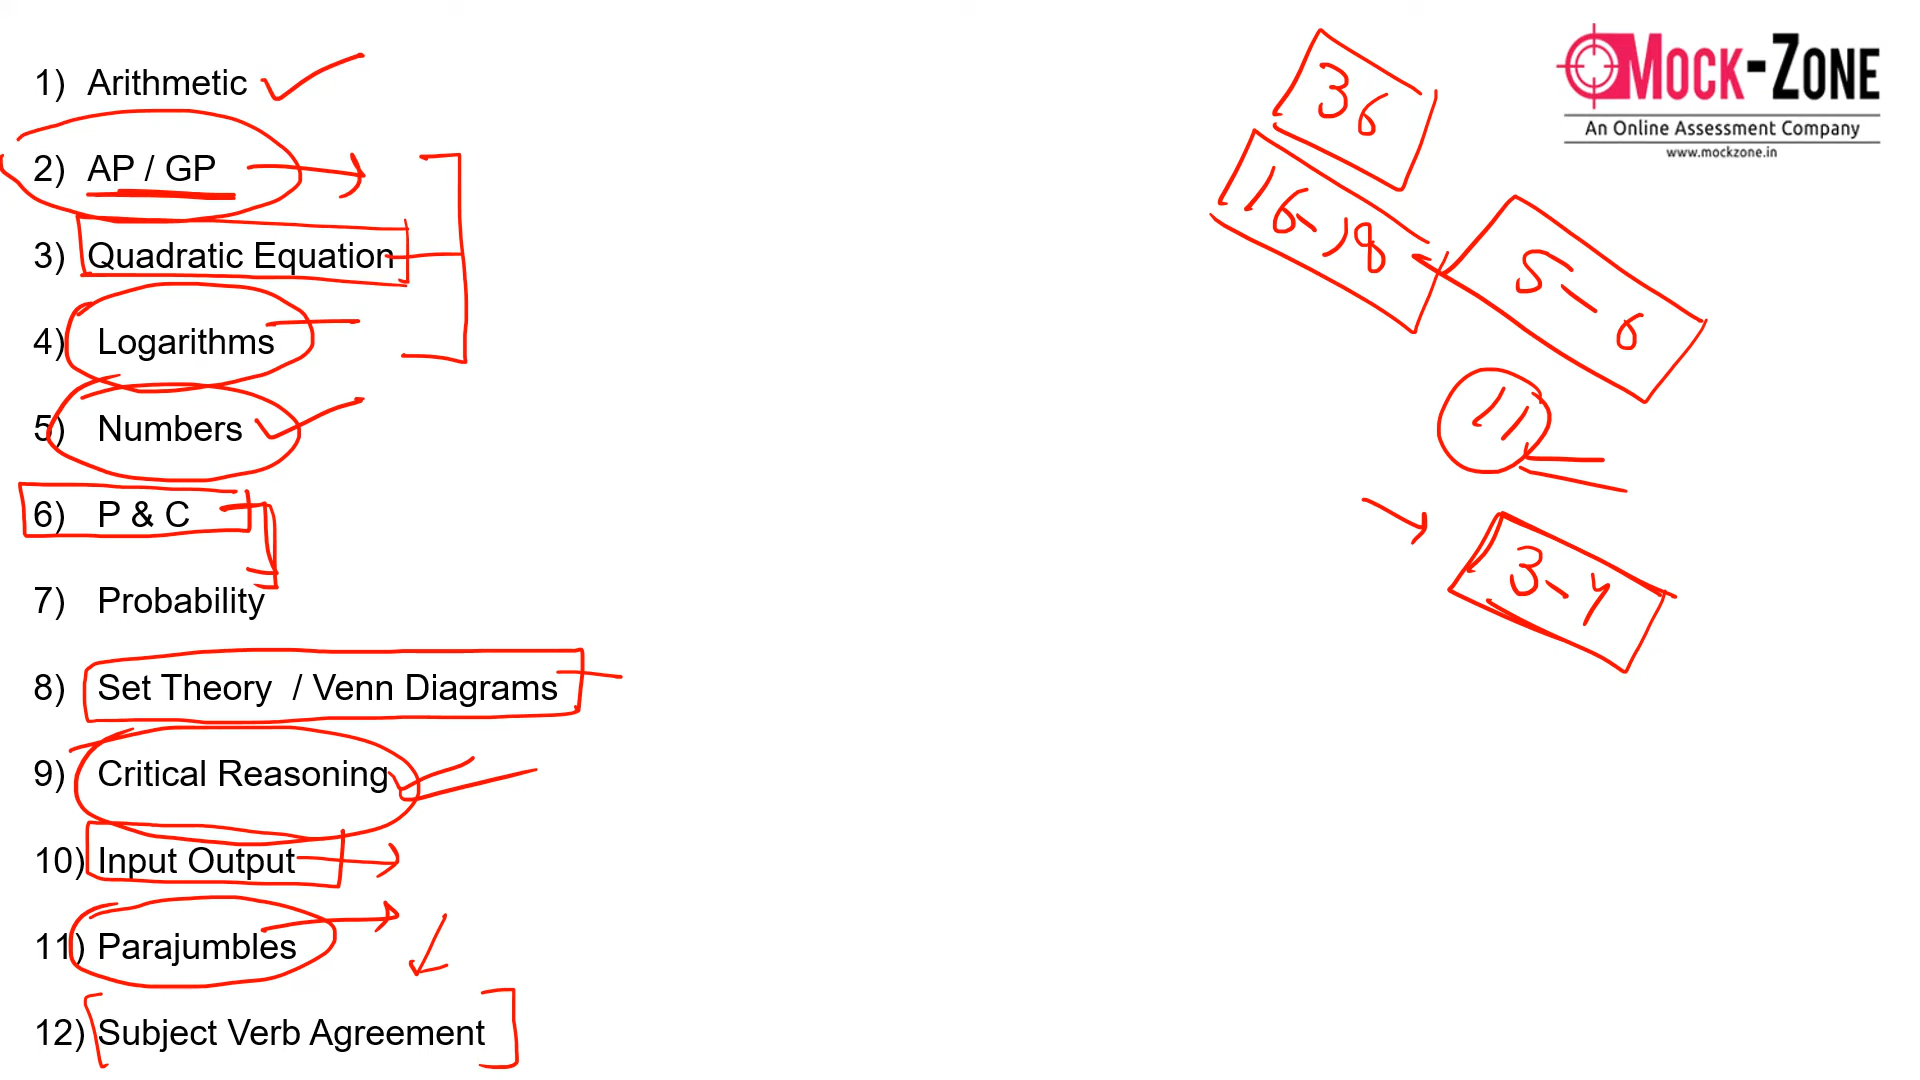 1) Arithmetic
2) AP / GP
3) Quadratic Equation
4) Logarithms
5) Numbers
6) P & C
7) Probability
8) Set Theory / Venn Diagrams
9) Critical Reasoning
10) Input Output
11) Parajumbles
12) Subject Verb Agreement
36
16-18
5-6
11
3-4
MOCK-ZONE
An Online Assessment Company
www.mockzone.in